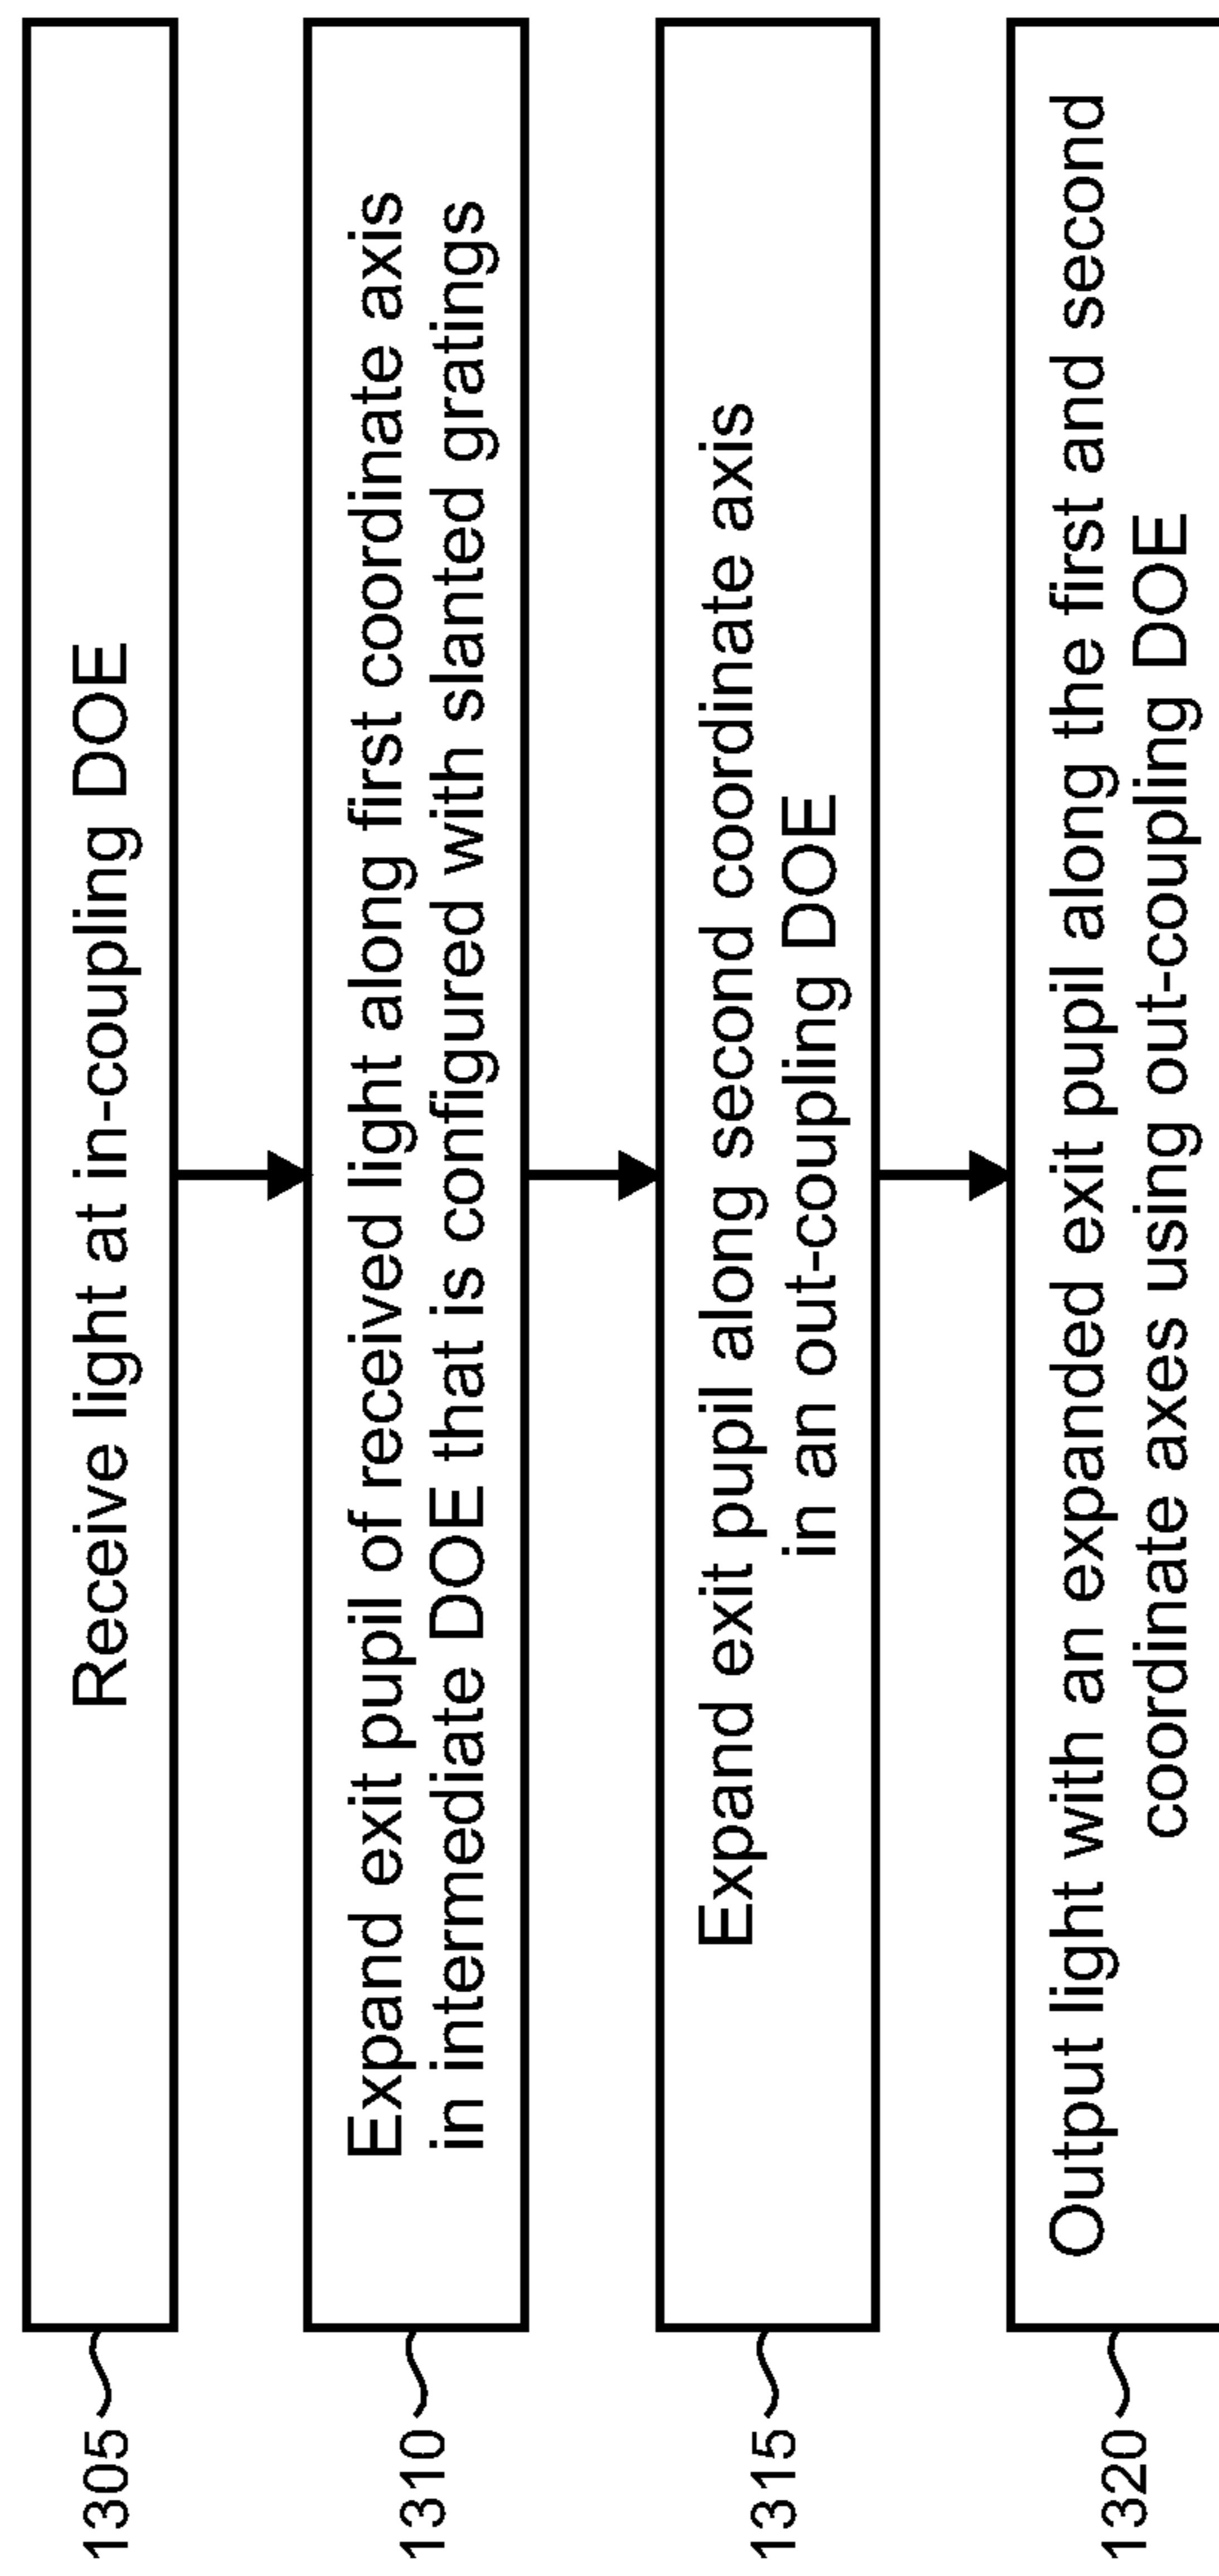 1305
Receive light at in-coupling DOE
1310
Expand exit pupil of received light along first coordinate axis
in intermediate DOE that is configured with slanted gratings
1315
Expand exit pupil along second coordinate axis
in an out-coupling DOE
1320
Output light with an expanded exit pupil along the first and second
coordinate axes using out-coupling DOE